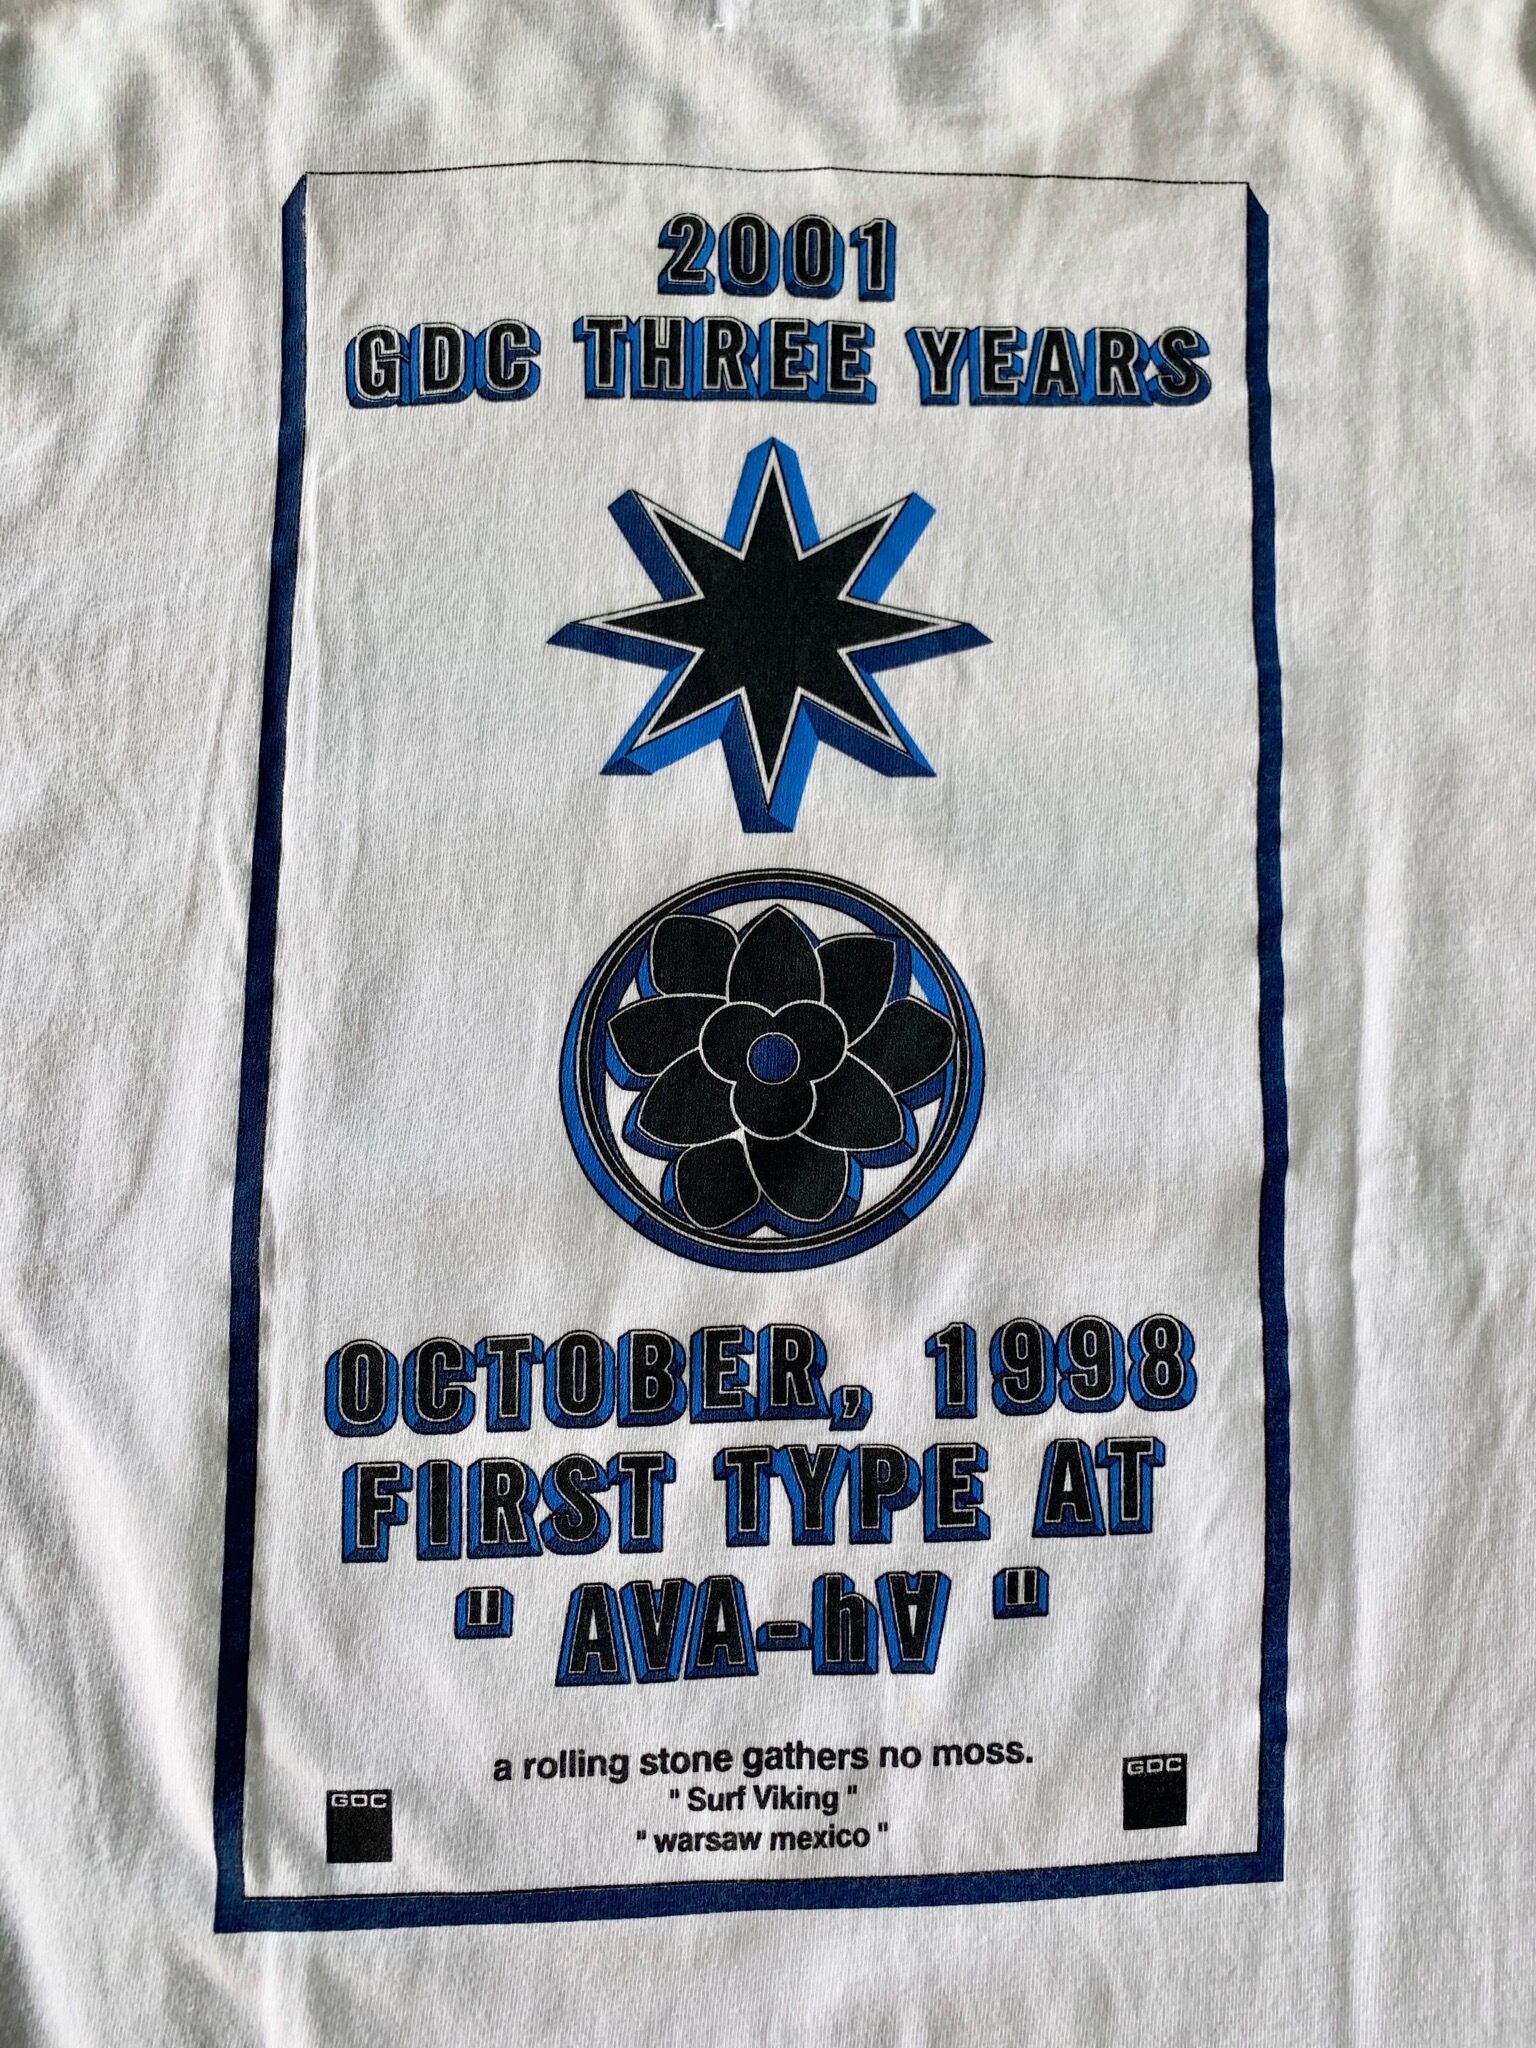 2001
GDC THREE YEARS
OCTOBER, 1998
FIRST TYPE AT
" AVA-h∀ "
a rolling stone gathers no moss.
" Surf Viking "
" warsaw mexico "
GDC
GDC